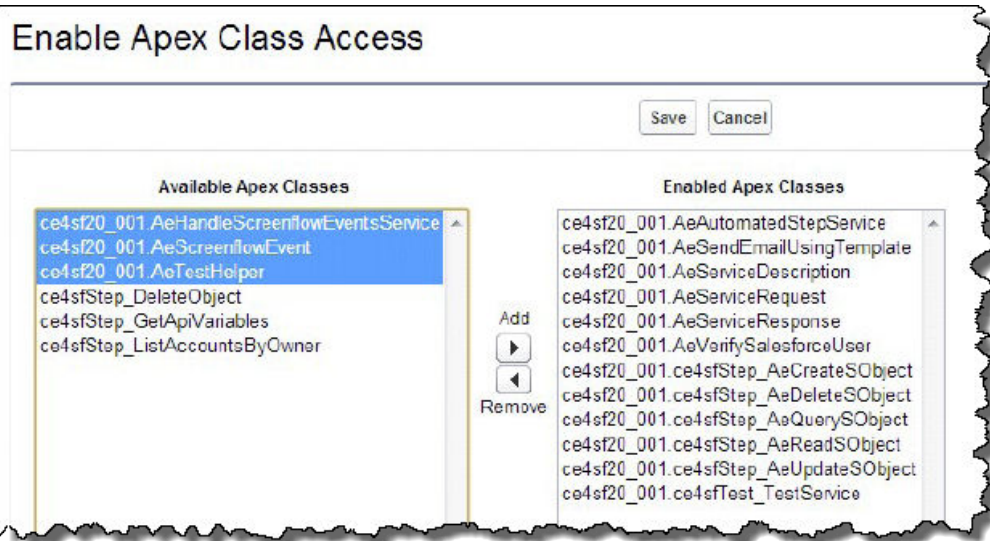 Enable Apex Class Access
Save
Cancel
Available Apex Classes
ce4sf20_001.AeHandleScreenflowEventsService
ce4sf20_001.AeScreenflowEvent
ce4sf20_001.AeTestHelper
ce4sfStep_DeleteObject
ce4sfStep_GetApiVariables
ce4sfStep_ListAccountsByOwner
Add
Remove
Enabled Apex Classes
ce4sf20_001.AeAutomatedStepService
ce4sf20_001.AeSendEmailUsingTemplate
ce4sf20_001.AeServiceDescription
ce4sf20_001.AeServiceRequest
ce4sf20_001.AeServiceResponse
ce4sf20_001.AeVerifySalesforceUser
ce4sf20_001.ce4sfStep_AeCreateSObject
ce4sf20_001.ce4sfStep_AeDeleteSObject
ce4sf20_001.ce4sfStep_AeQuerySObject
ce4sf20_001.ce4sfStep_AeReadSObject
ce4sf20_001.ce4sfStep_AeUpdateSObject
ce4sf20_001.ce4sfTest_TestService